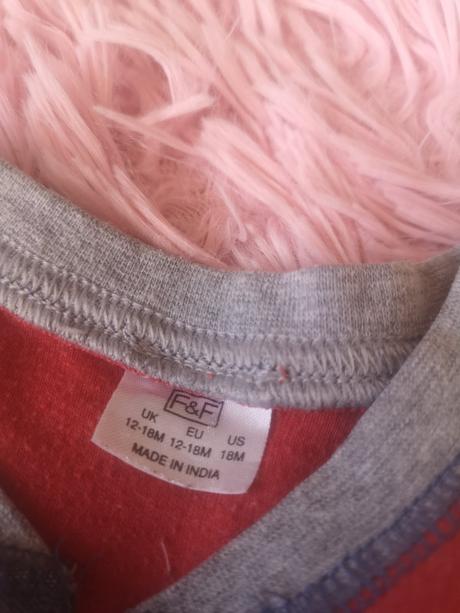 F&F
UK EU US
12-18M 12-18M 18M
MADE IN INDIA